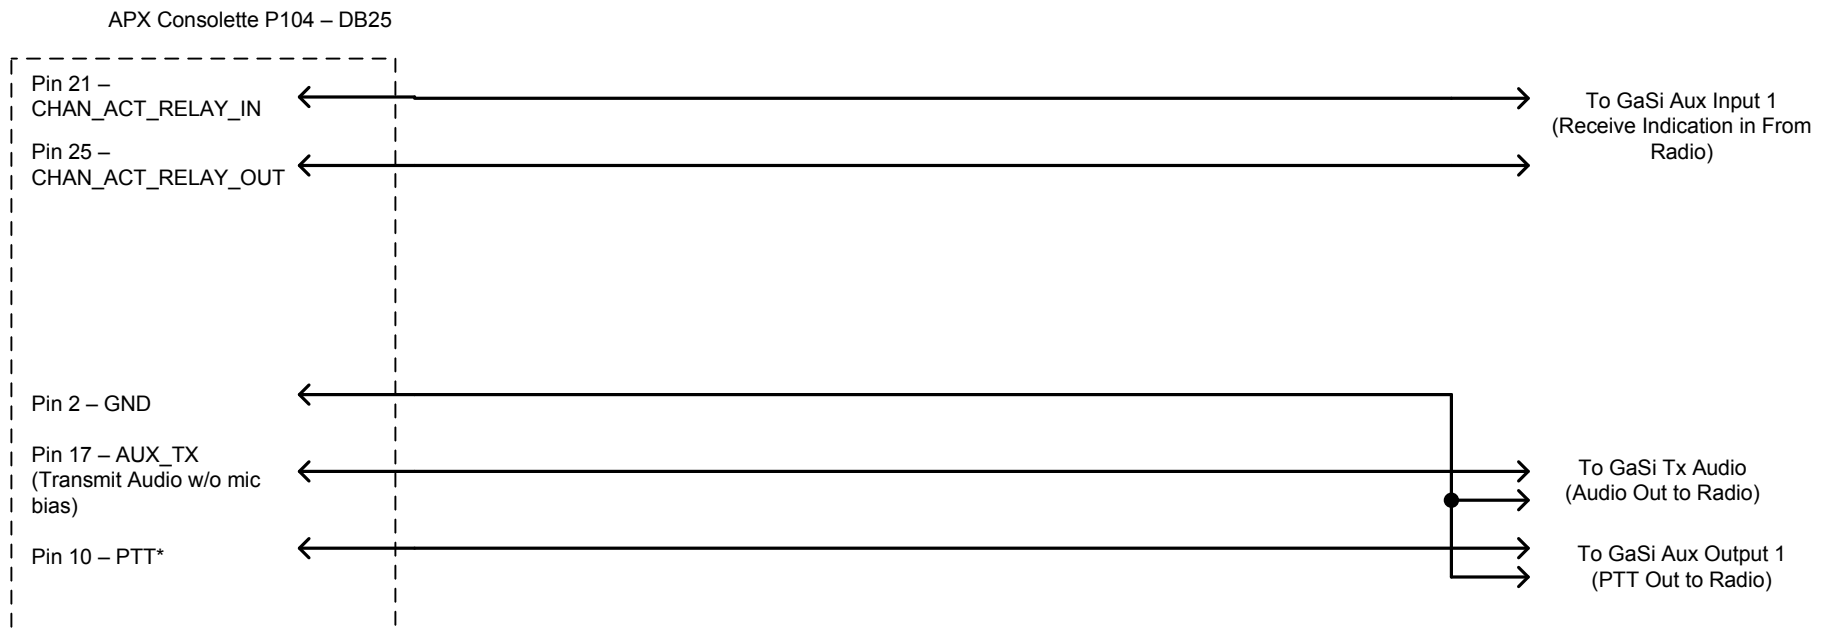 APX Consolette P104 – DB25
Pin 21 –
CHAN_ACT_RELAY_IN
Pin 25 –
CHAN_ACT_RELAY_OUT
To GaSi Aux Input 1
(Receive Indication in From
Radio)
Pin 2 – GND
Pin 17 – AUX_TX
(Transmit Audio w/o mic
bias)
Pin 10 – PTT*
To GaSi Tx Audio
(Audio Out to Radio)
To GaSi Aux Output 1
(PTT Out to Radio)